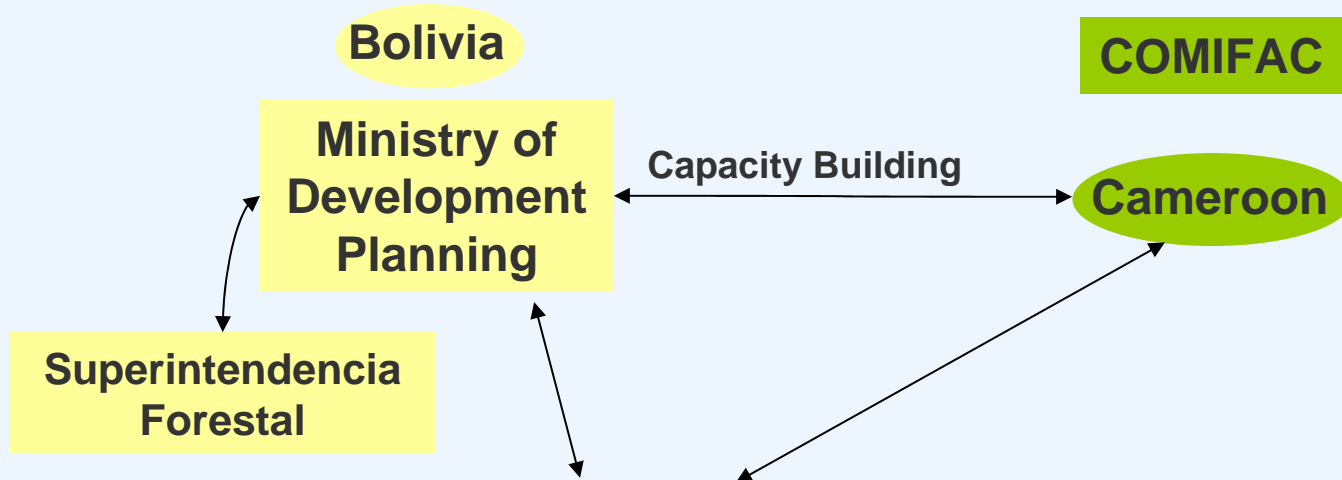 Bolivia
COMIFAC
Ministry of
Development
Planning
Capacity Building
Cameroon
Superintendencia
Forestal